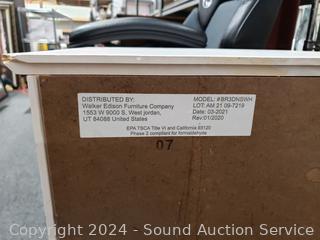 DISTRIBUTED BY:
Walker Edison Furniture Company
1553 W 9000 S, West jordan,
UT 84088 United States
MODEL: #BR3DNSWH
LOT: AM 21 09-7219
Date: 03-2021
Rev:01/2020
EPA TSCA Title VI and California 93120
Phase 2 compliant for formaldehyde
07
Copyright 2024 - Sound Auction Service